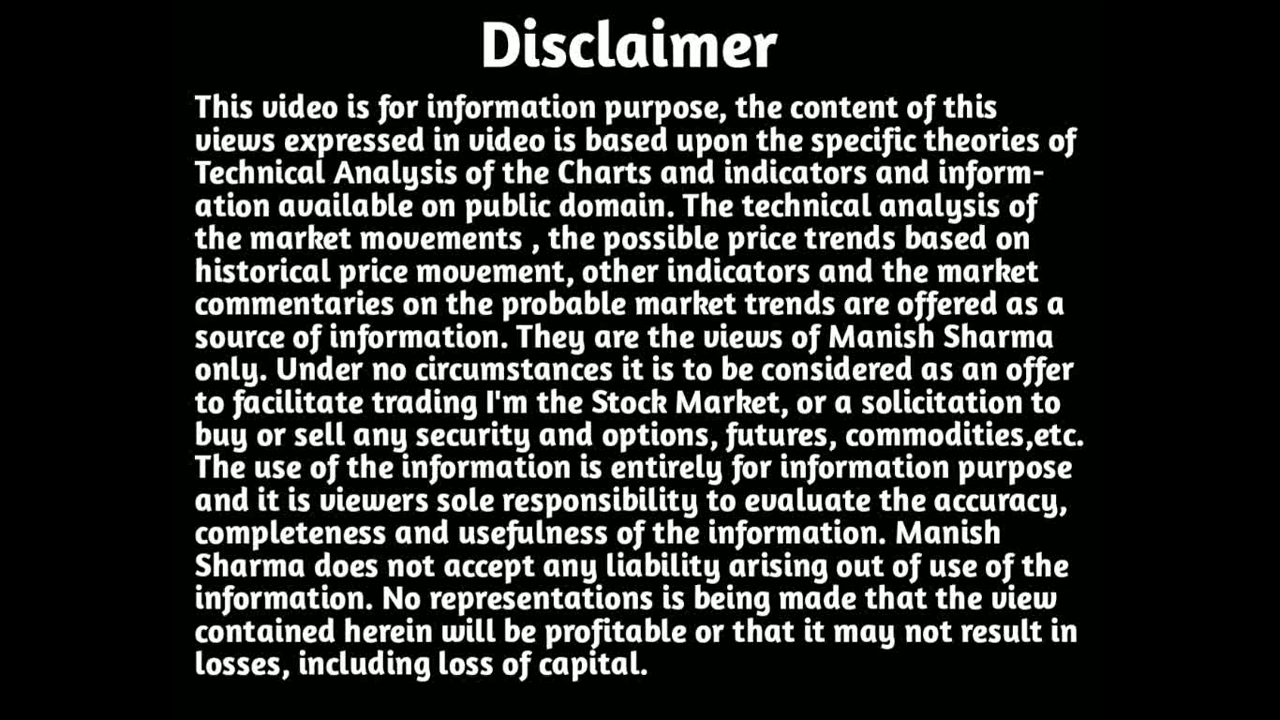 Disclaimer
This video is for information purpose, the content of this
views expressed in video is based upon the specific theories of
Technical Analysis of the Charts and indicators and inform-
ation available on public domain. The technical analysis of
the market movements , the possible price trends based on
historical price movement, other indicators and the market
commentaries on the probable market trends are offered as a
source of information. They are the views of Manish Sharma
only. Under no circumstances it is to be considered as an offer
to facilitate trading I'm the Stock Market, or a solicitation to
buy or sell any security and options, futures, commodities,etc.
The use of the information is entirely for information purpose
and it is viewers sole responsibility to evaluate the accuracy,
completeness and usefulness of the information. Manish
Sharma does not accept any liability arising out of use of the
information. No representations is being made that the view
contained herein will be profitable or that it may not result in
losses, including loss of capital.